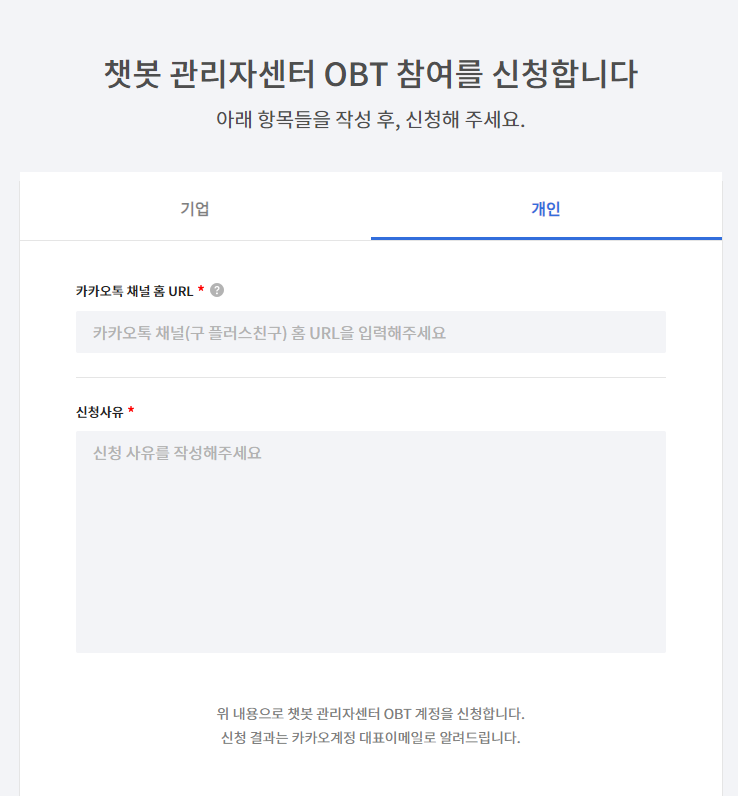 챗봇 관리자센터 OBT 참여를 신청합니다
아래 항목들을 작성 후, 신청해 주세요.
기업
개인
카카오톡 채널 홈 URL * ?
카카오톡 채널(구 플러스친구) 홈 URL을 입력해주세요
신청사유 *
신청 사유를 작성해주세요
위 내용으로 챗봇 관리자센터 OBT 계정을 신청합니다.
신청 결과는 카카오계정 대표이메일로 알려드립니다.